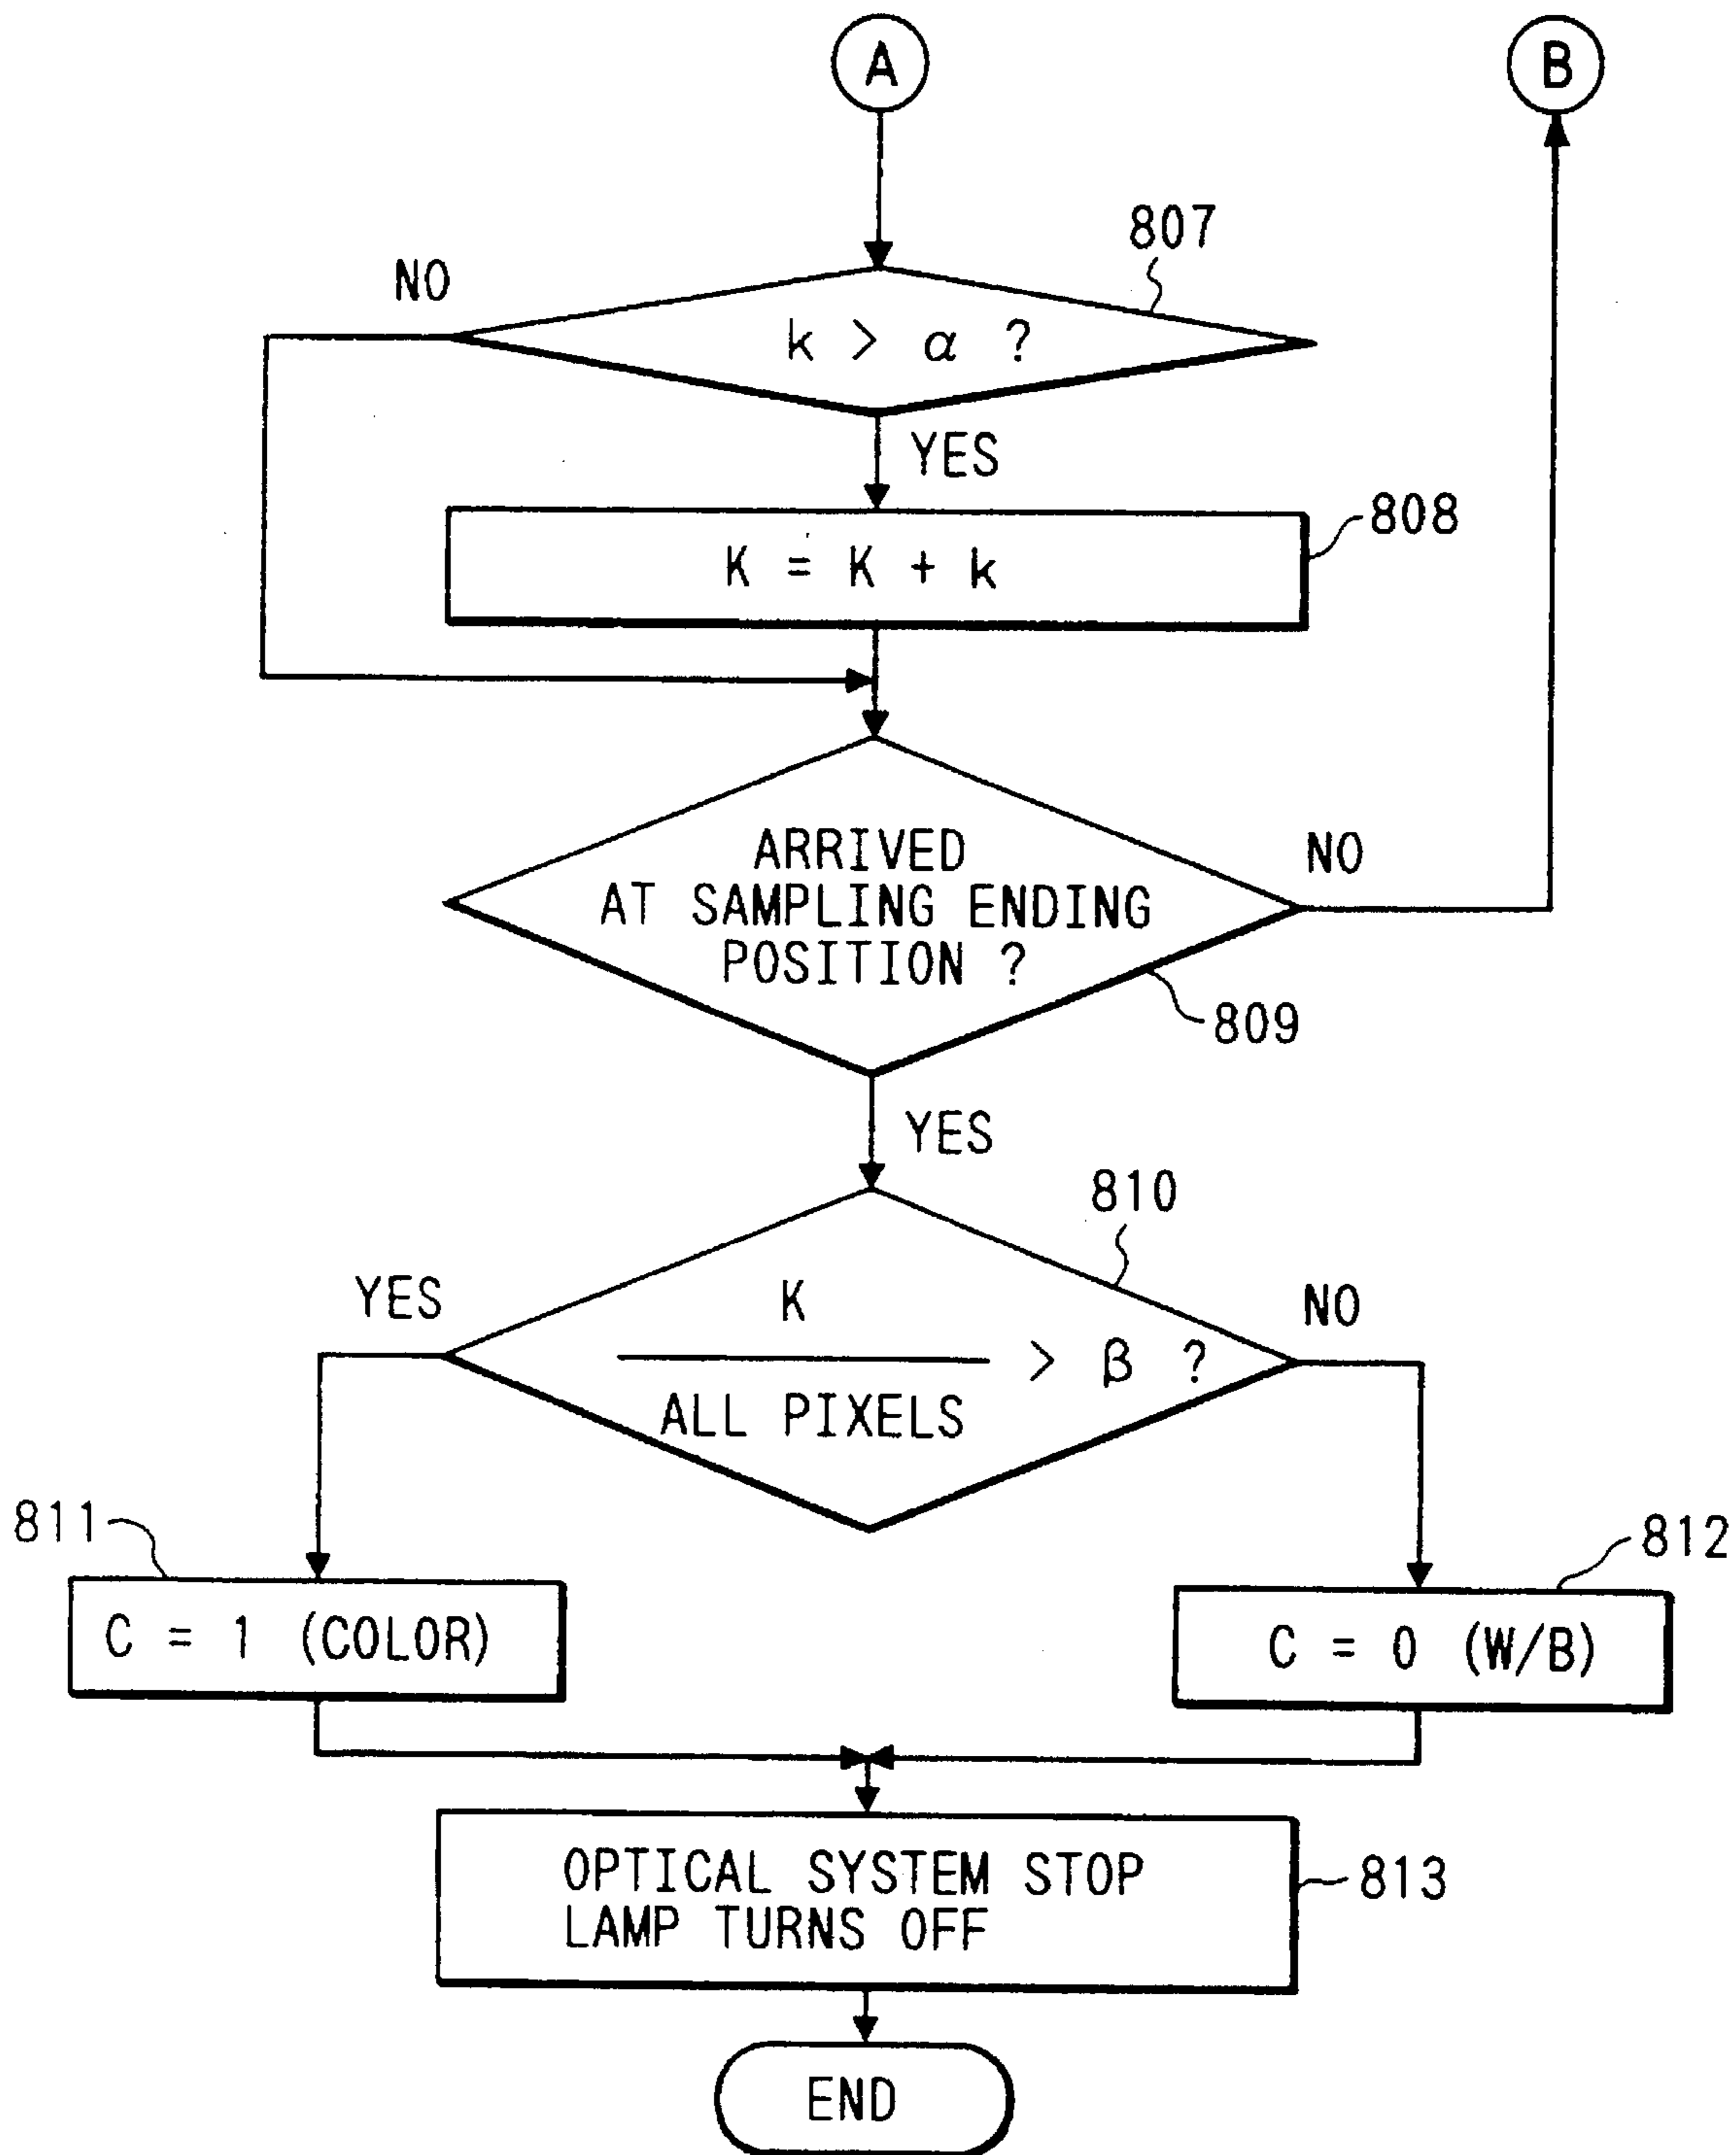 A
B
807
NO
k > α ?
YES
808
K = K + k
ARRIVED
AT SAMPLING ENDING
POSITION ?
NO
809
YES
810
YES
K
ALL PIXELS
> β ?
NO
811
C = 1 (COLOR)
812
C = 0 (W/B)
OPTICAL SYSTEM STOP
LAMP TURNS OFF
813
END